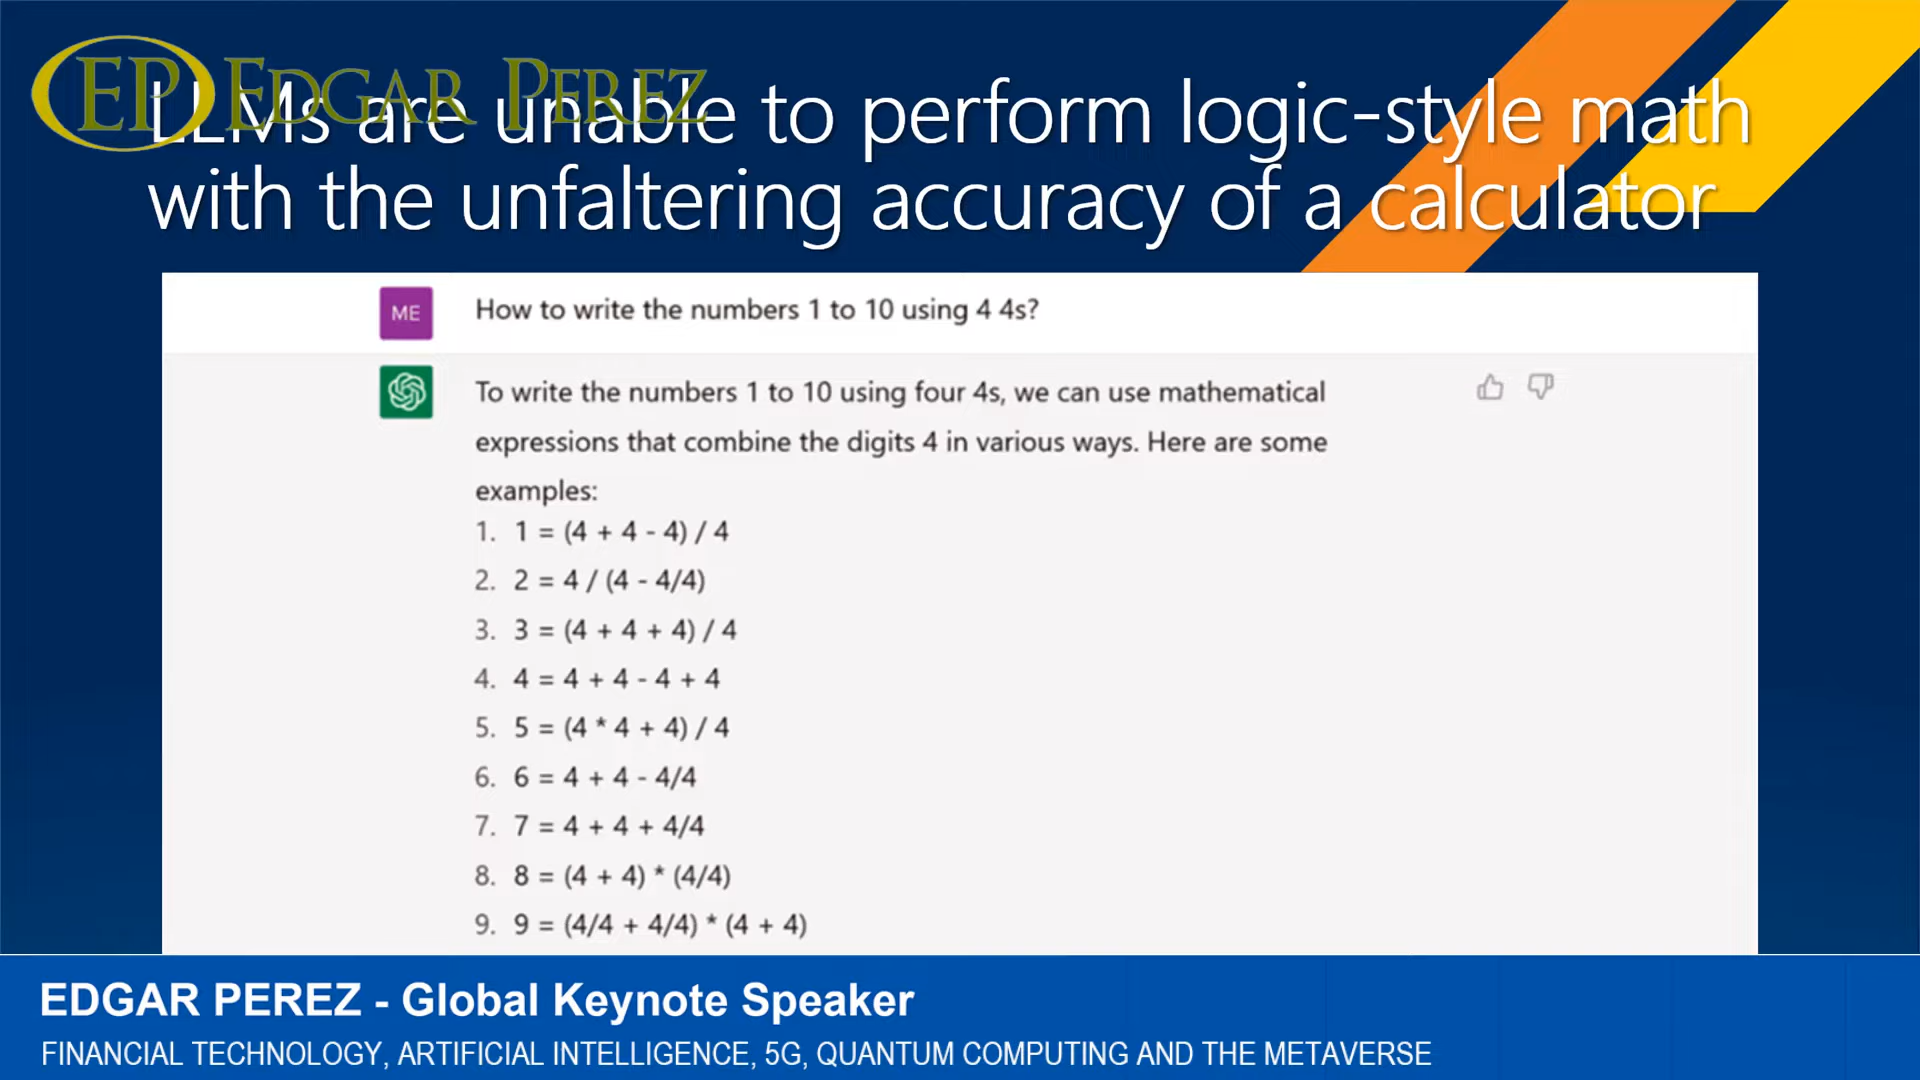 EP EDGAR PEREZ
LLMs are unable to perform logic-style math
with the unfaltering accuracy of a calculator
ME How to write the numbers 1 to 10 using 4 4s?
To write the numbers 1 to 10 using four 4s, we can use mathematical
expressions that combine the digits 4 in various ways. Here are some
examples:
1. 1 = (4 + 4 - 4) / 4
2. 2 = 4 / (4 - 4/4)
3. 3 = (4 + 4 + 4) / 4
4. 4 = 4 + 4 - 4 + 4
5. 5 = (4 * 4 + 4) / 4
6. 6 = 4 + 4 - 4/4
7. 7 = 4 + 4 + 4/4
8. 8 = (4 + 4) * (4/4)
9. 9 = (4/4 + 4/4) * (4 + 4)
EDGAR PEREZ - Global Keynote Speaker
FINANCIAL TECHNOLOGY, ARTIFICIAL INTELLIGENCE, 5G, QUANTUM COMPUTING AND THE METAVERSE